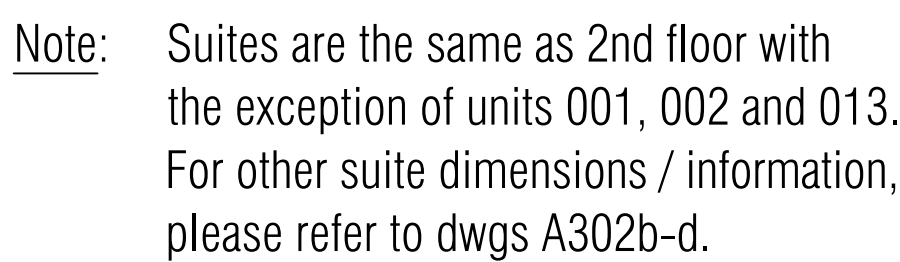 Note: Suites are the same as 2nd floor with
the exception of units 001, 002 and 013.
For other suite dimensions / information,
please refer to dwgs A302b-d.